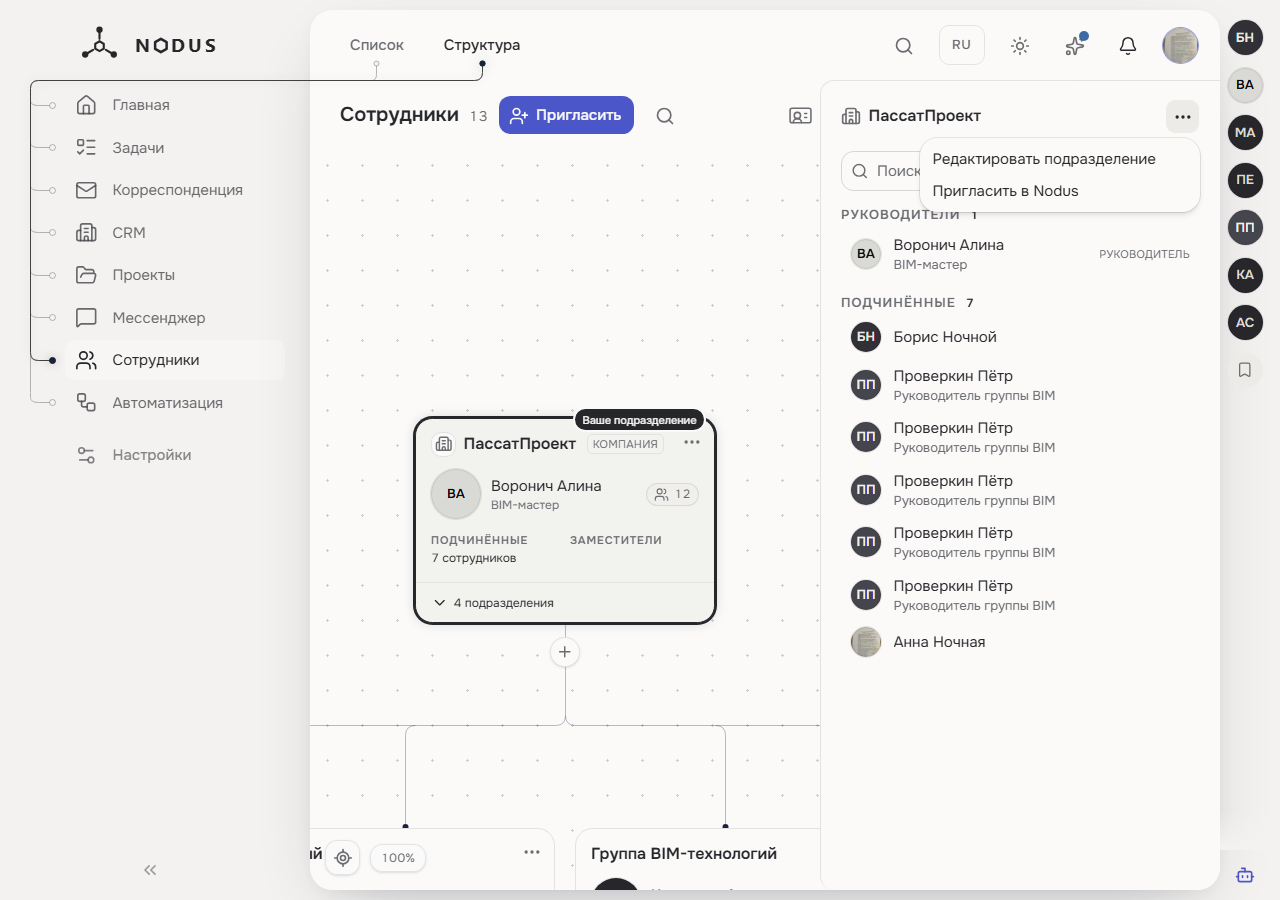 NODUS
Список
Структура
RU
Главная
Задачи
Корреспонденция
CRM
Проекты
Мессенджер
Сотрудники
Автоматизация
Настройки
Сотрудники 13
Пригласить
Ваше подразделение
ПассатПроект КОМПАНИЯ
ВА
Воронич Алина
BIM-мастер
12
ПОДЧИНЁННЫЕ
ЗАМЕСТИТЕЛИ
7 сотрудников
4 подразделения
100%
Группа BIM-технологий
ПассатПроект
Редактировать подразделение
Пригласить в Nodus
Поиск
РУКОВОДИТЕЛИ 1
ВА
Воронич Алина
BIM-мастер
РУКОВОДИТЕЛЬ
ПОДЧИНЁННЫЕ 7
БН
Борис Ночной
ПП
Проверкин Пётр
Руководитель группы BIM
ПП
Проверкин Пётр
Руководитель группы BIM
ПП
Проверкин Пётр
Руководитель группы BIM
ПП
Проверкин Пётр
Руководитель группы BIM
ПП
Проверкин Пётр
Руководитель группы BIM
Анна Ночная
БН
ВА
МА
ПЕ
ПП
КА
АС